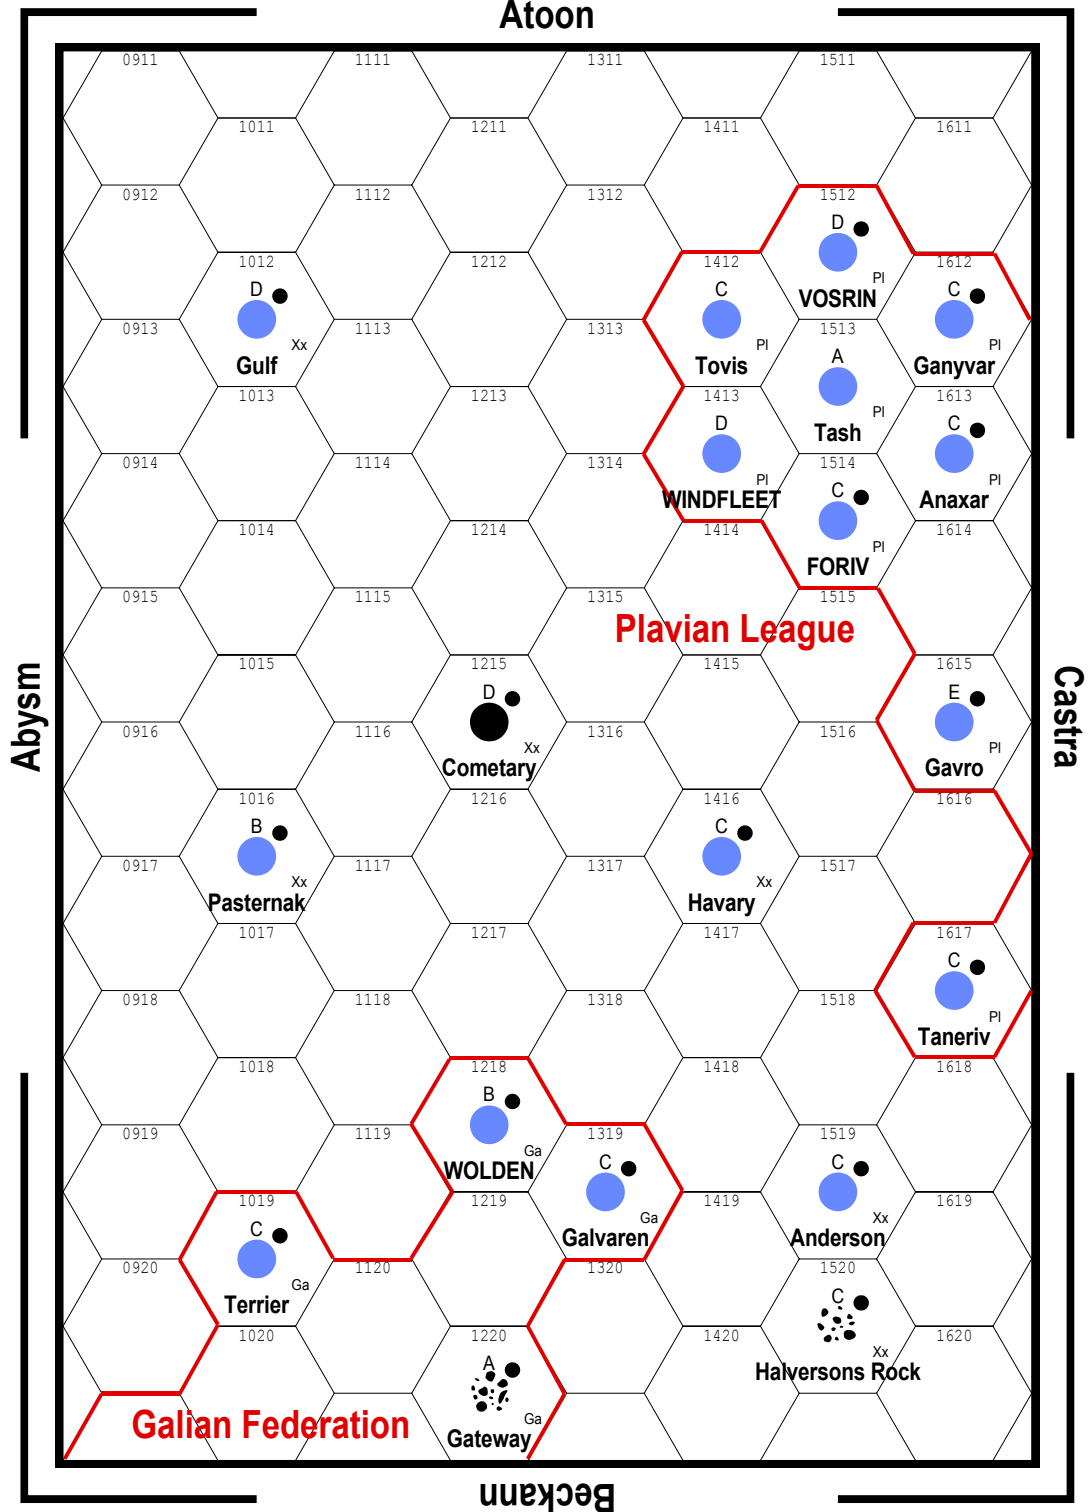 Atoon
0911 1111 1311 1511
1011 1211 1411 1611
0912 1112 1312 1512
D
1012 1212 1412 VOSRIN Pl 1612
D C C
Gulf Xx Tovis Pl Ganyvar Pl
0913 1113 1313 1513
A
Tash Pl
1013 1213 1413 1613
D C
WINDFLEET Pl Anaxar Pl
0914 1114 1314 1514
C
FORIV Pl
1014 1214 1414 1614
0915 1115 1315 1515
Plavian League
1015 1215 1415 1615
D E
Cometary Xx Gavro Pl
Abysm
Castra
0916 1116 1316 1516
1016 1216 1416 1616
B C
Pasternak Xx Havary Xx
0917 1117 1317 1517
1017 1217 1417 1617
C
Taneriv Pl
0918 1118 1318 1518
1018 1218 1418 1618
B
WOLDEN Ga
0919 1119 1319 1519
C C
Galvaren Ga Anderson Xx
1019 1219 1419 1619
C
Terrier Ga
0920 1120 1320 1520
C
Halversons Rock Xx
1020 1220 1420 1620
A
Gateway Ga
Galian Federation
Beckann